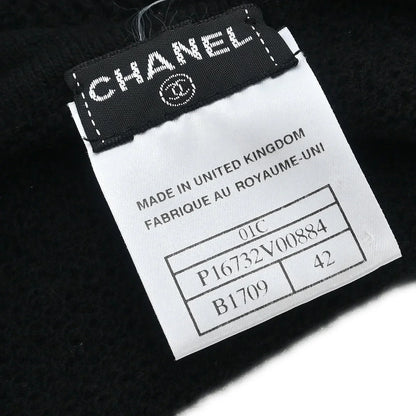 CHANEL
MADE IN UNITED KINGDOM
FABRIQUE AU ROYAUME-UNI
01C
P16732V00884
B1709 42